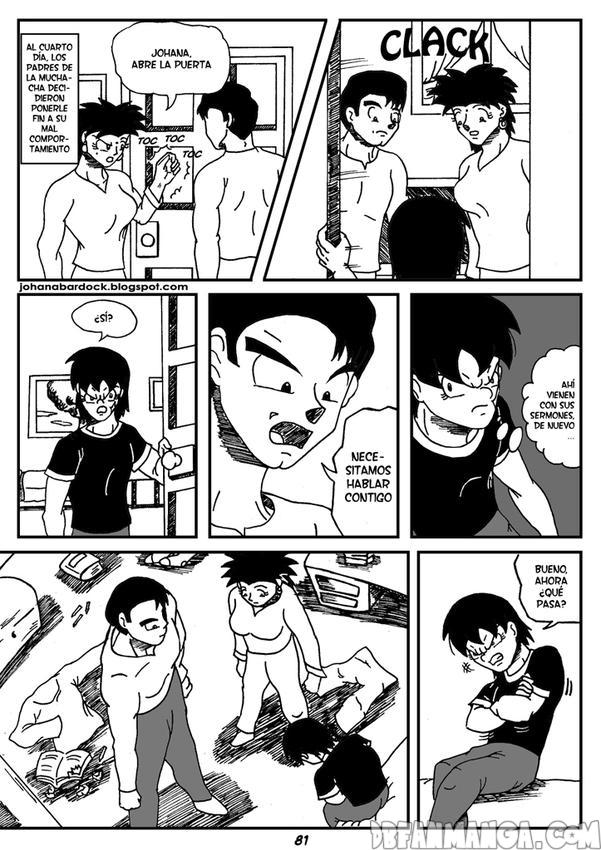 AL CUARTO
DÍA, LOS
PADRES DE
LA MUCHA-
CHA DECI-
DIERON
PONERLE
FIN A SU
MAL COMPOR-
TAMIENTO
JOHANA,
ABRE LA PUERTA
TOC
TOC
TOC
CLACK
johanabardock.blogspot.com
¿SÍ?
NECE-
SITAMOS
HABLAR
CONTIGO
AHÍ
VIENEN
CON SUS
SERMONES,
DE NUEVO
...
BUENO,
AHORA
¿QUÉ
PASA?
81
DBFANMANGA.COM